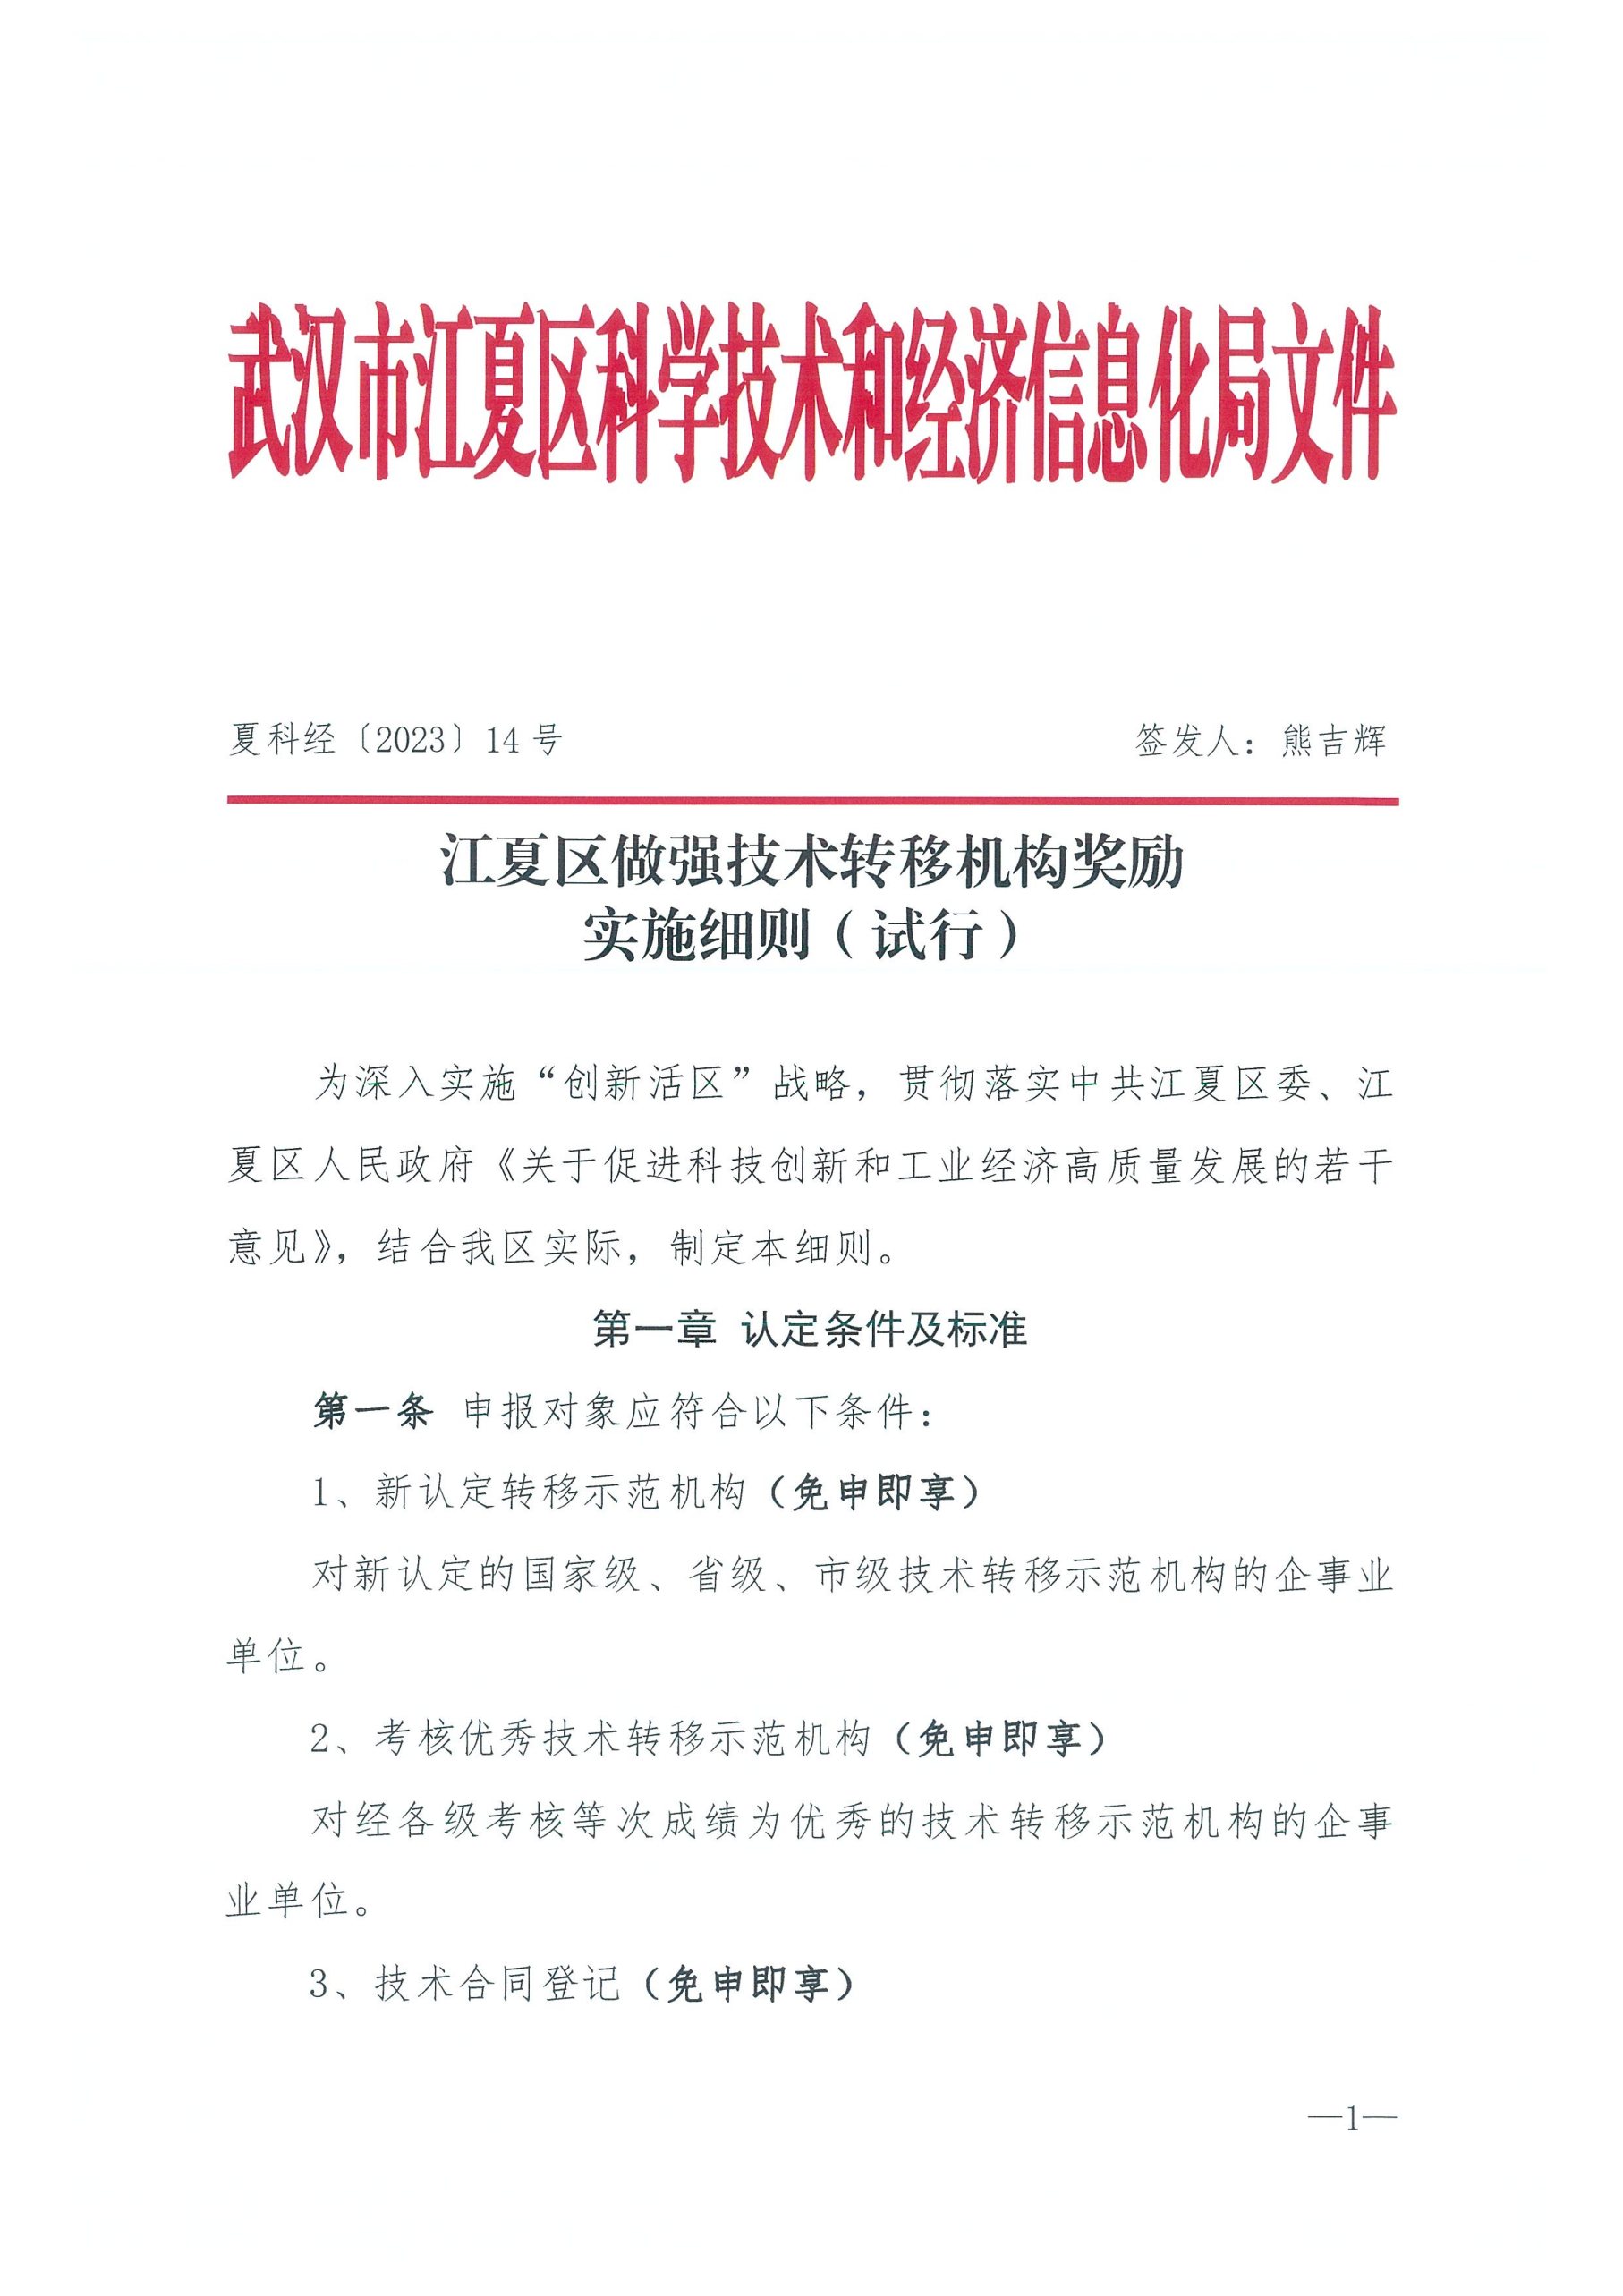 武汉市江夏区科学技术和经济信息化局文件
夏科经〔2023〕14 号
签发人：熊吉辉
江夏区做强技术转移机构奖励
实施细则（试行）
为深入实施“创新活区”战略，贯彻落实中共江夏区委、江
夏区人民政府《关于促进科技创新和工业经济高质量发展的若干
意见》，结合我区实际，制定本细则。
第一章 认定条件及标准
第一条 申报对象应符合以下条件：
1、新认定转移示范机构（免申即享）
对新认定的国家级、省级、市级技术转移示范机构的企事业
单位。
2、考核优秀技术转移示范机构（免申即享）
对经各级考核等次成绩为优秀的技术转移示范机构的企事
业单位。
3、技术合同登记（免申即享）
—1—